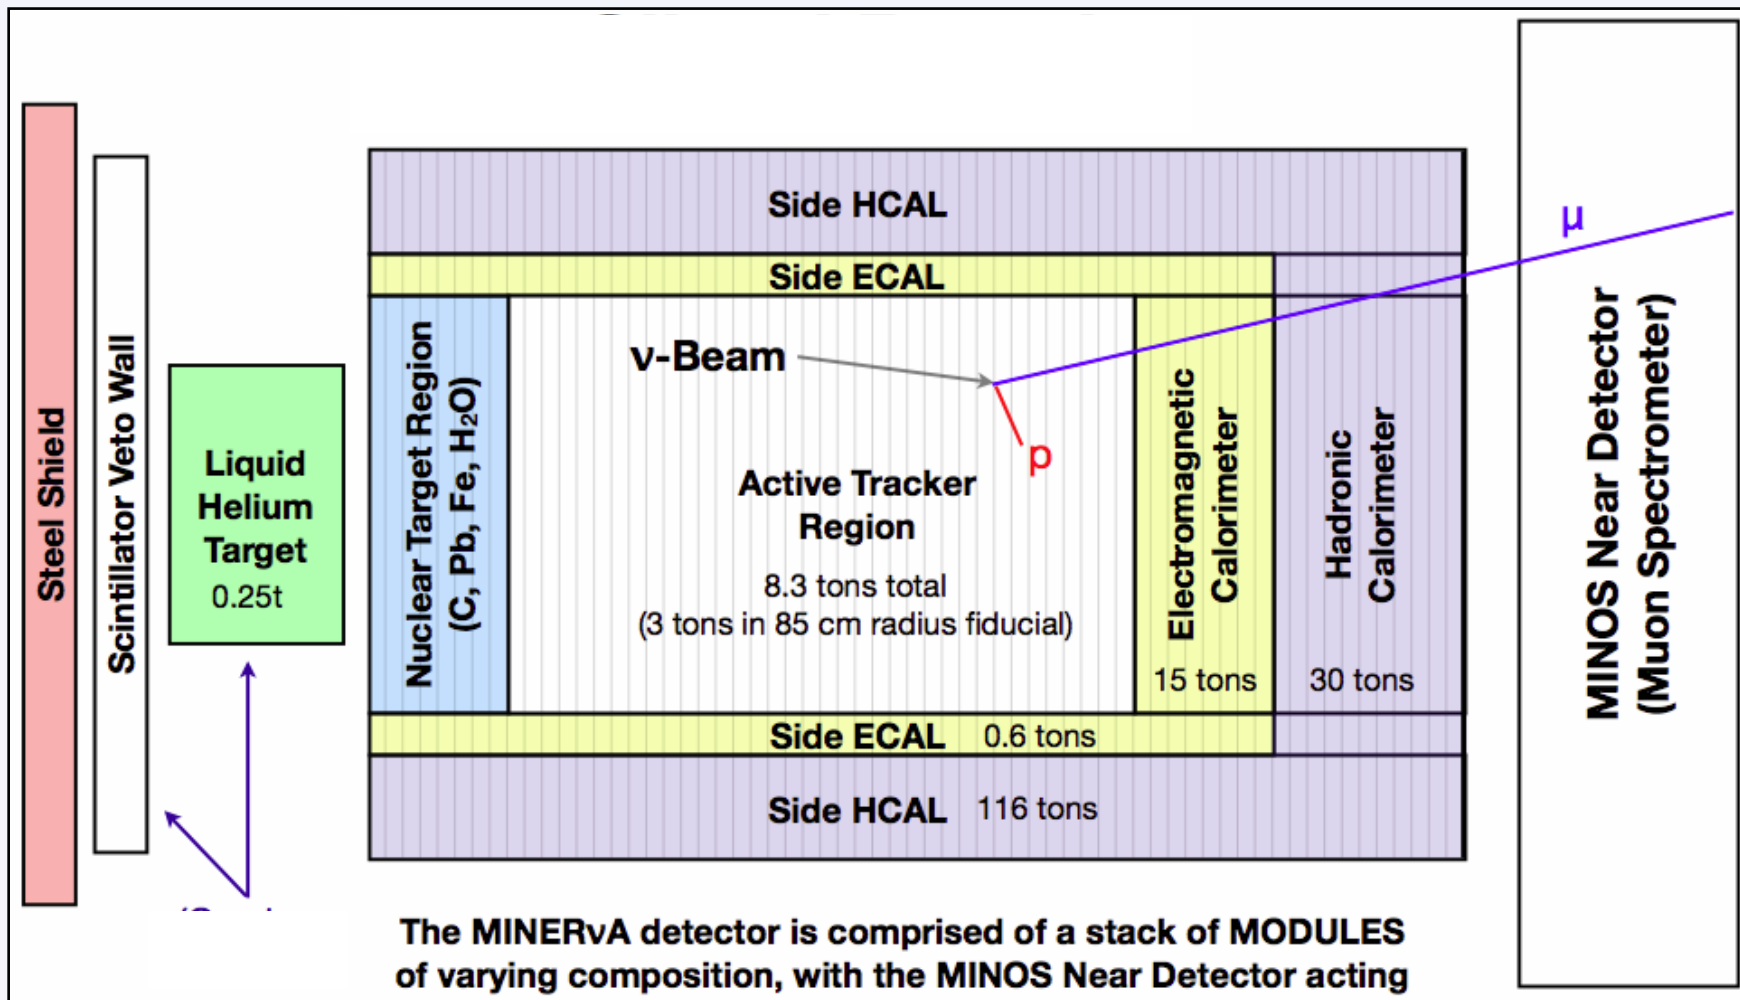 Steel Shield
Scintillator Veto Wall
Liquid
Helium
Target
0.25t
Side HCAL
Side ECAL
Nuclear Target Region
(C, Pb, Fe, H₂O)
ν-Beam
p
μ
Active Tracker
Region
8.3 tons total
(3 tons in 85 cm radius fiducial)
Electromagnetic
Calorimeter
15 tons
Hadronic
Calorimeter
30 tons
Side ECAL 0.6 tons
Side HCAL 116 tons
MINOS Near Detector
(Muon Spectrometer)
The MINERνA detector is comprised of a stack of MODULES
of varying composition, with the MINOS Near Detector acting